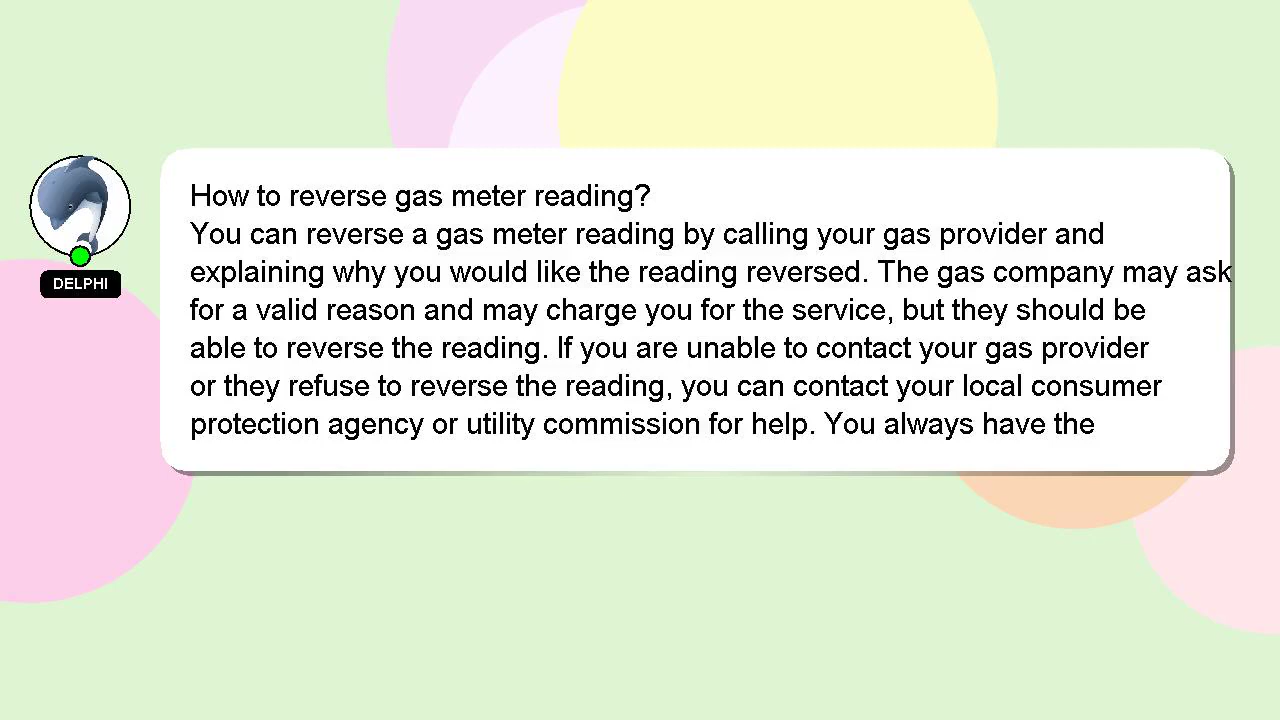 How to reverse gas meter reading?
You can reverse a gas meter reading by calling your gas provider and
explaining why you would like the reading reversed. The gas company may ask
for a valid reason and may charge you for the service, but they should be
able to reverse the reading. If you are unable to contact your gas provider
or they refuse to reverse the reading, you can contact your local consumer
protection agency or utility commission for help. You always have the
DELPHI